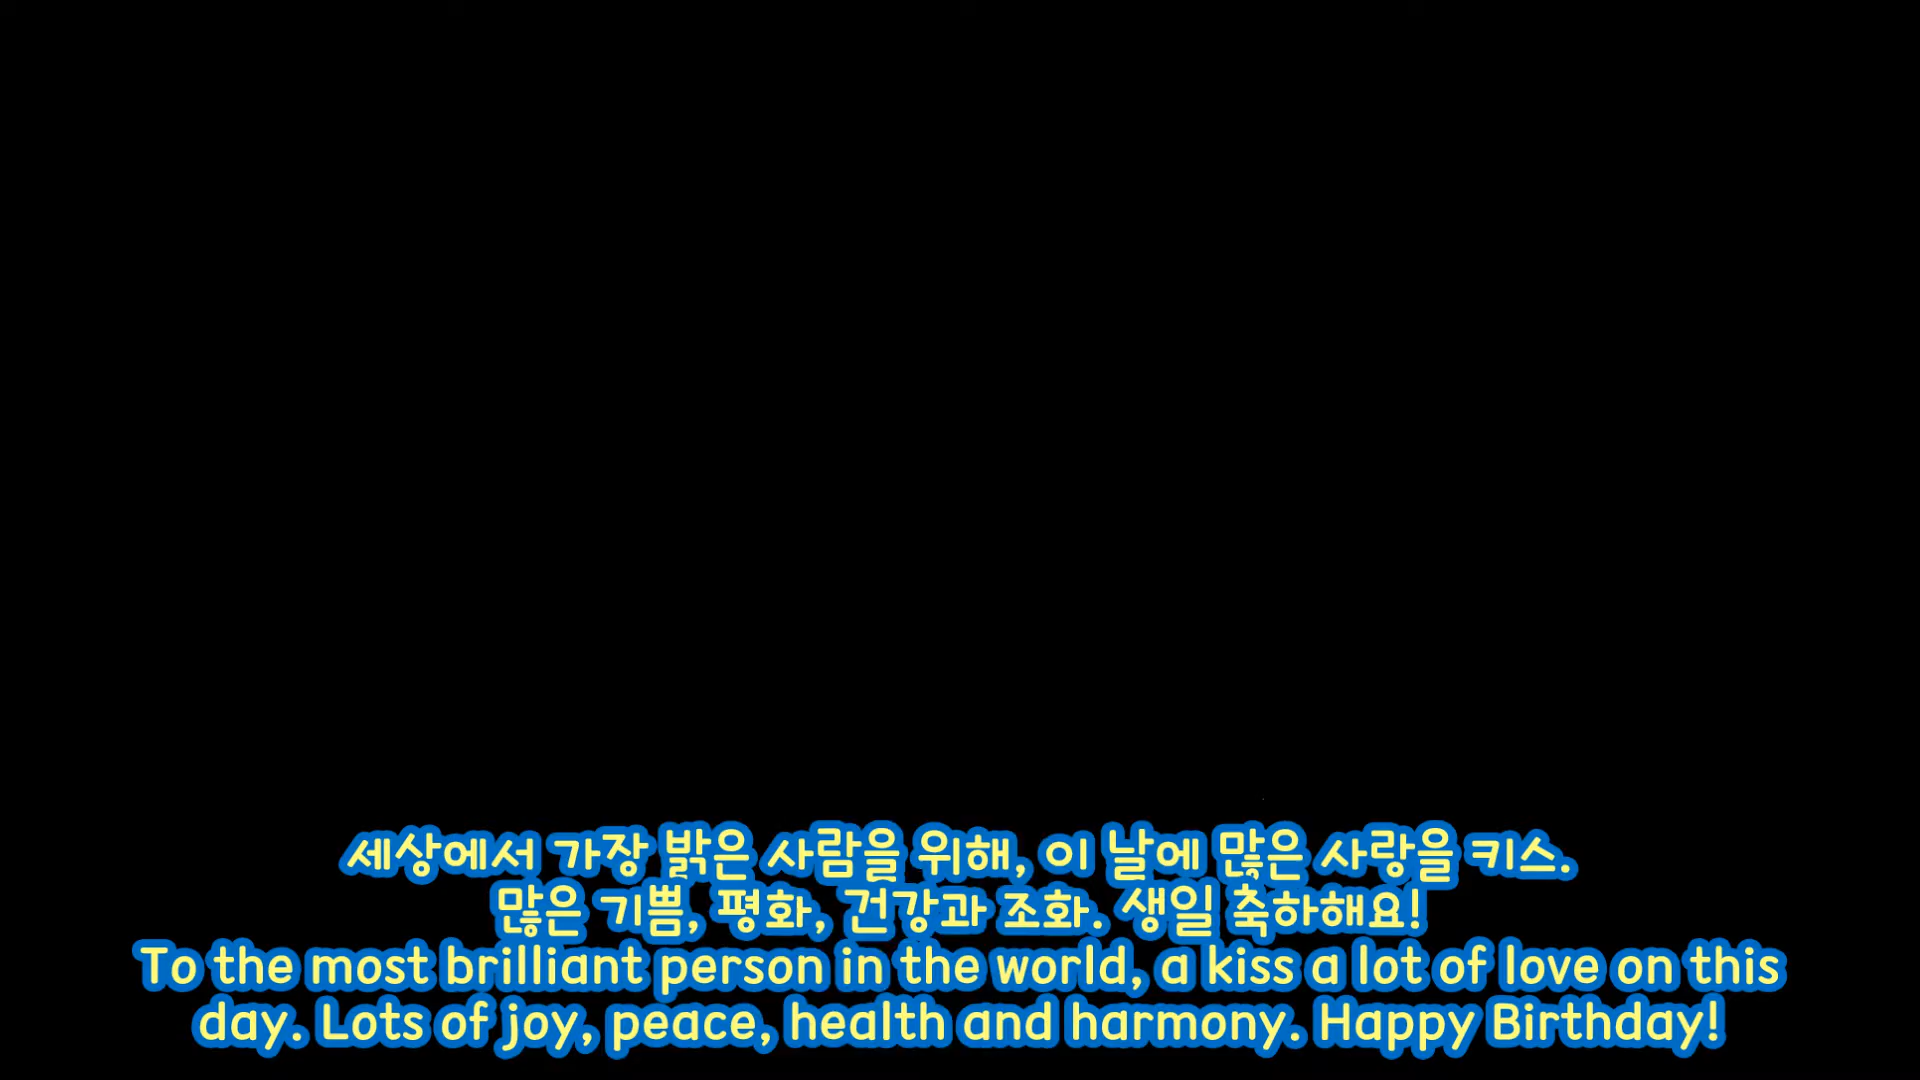 세상에서 가장 밝은 사람을 위해, 이 날에 많은 사랑을 키스.
많은 기쁨, 평화, 건강과 조화. 생일 축하해요!
To the most brilliant person in the world, a kiss a lot of love on this
day. Lots of joy, peace, health and harmony. Happy Birthday!